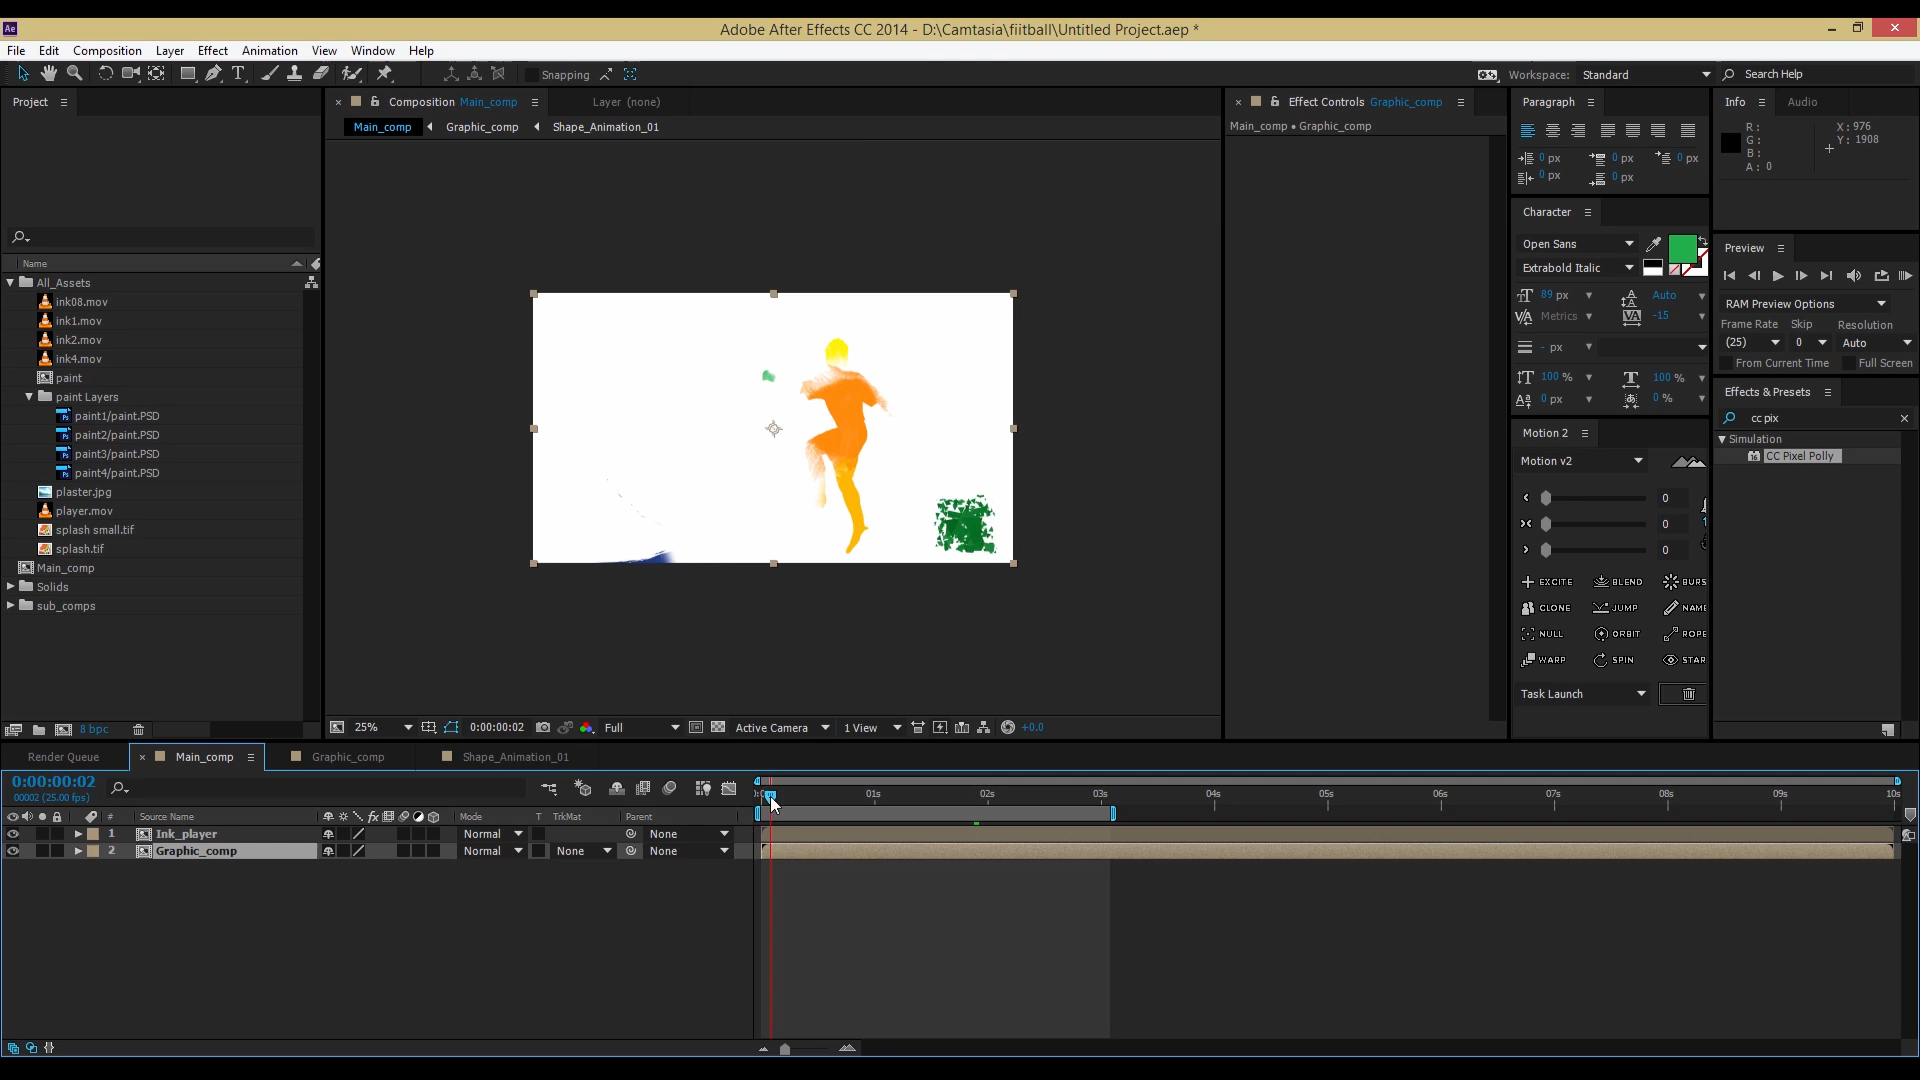 Ae
Adobe After Effects CC 2014 - D:\Camtasia\fiitball\Untitled Project.aep *
File Edit Composition Layer Effect Animation View Window Help
T Snapping Workspace: Standard Search Help
Project
Composition Main_comp Layer (none)
Main_comp Graphic_comp Shape_Animation_01
Name
All_Assets
ink08.mov
ink1.mov
ink2.mov
ink4.mov
paint
paint Layers
paint1/paint.PSD
paint2/paint.PSD
paint3/paint.PSD
paint4/paint.PSD
plaster.jpg
player.mov
splash small.tif
splash.tif
Main_comp
Solids
sub_comps
8 bpc
25% 0:00:00:02 Full Active Camera 1 View +0.0
Effect Controls Graphic_comp
Main_comp • Graphic_comp
Paragraph
0 px 0 px 0 px
0 px 0 px
Character
Open Sans
Extrabold Italic
89 px Auto
Metrics -15
- px
100 % 100 %
0 px 0 %
Motion 2
Motion v2
0
0
0
EXCITE BLEND BURS
CLONE JUMP NAME
NULL ORBIT ROPE
WARP SPIN STAR
Task Launch
Info Audio
R: X: 976
G: Y: 1908
B:
A: 0
Preview
RAM Preview Options
Frame Rate Skip Resolution
(25) 0 Auto
From Current Time Full Screen
Effects & Presets
cc pix
Simulation
CC Pixel Polly
Render Queue Main_comp Graphic_comp Shape_Animation_01
0:00:00:02
00002 (25.00 fps)
01s 02s 03s 04s 05s 06s 07s 08s 09s 10s
# Source Name fx Mode T TrkMat Parent
1 Ink_player Normal None
2 Graphic_comp Normal None None